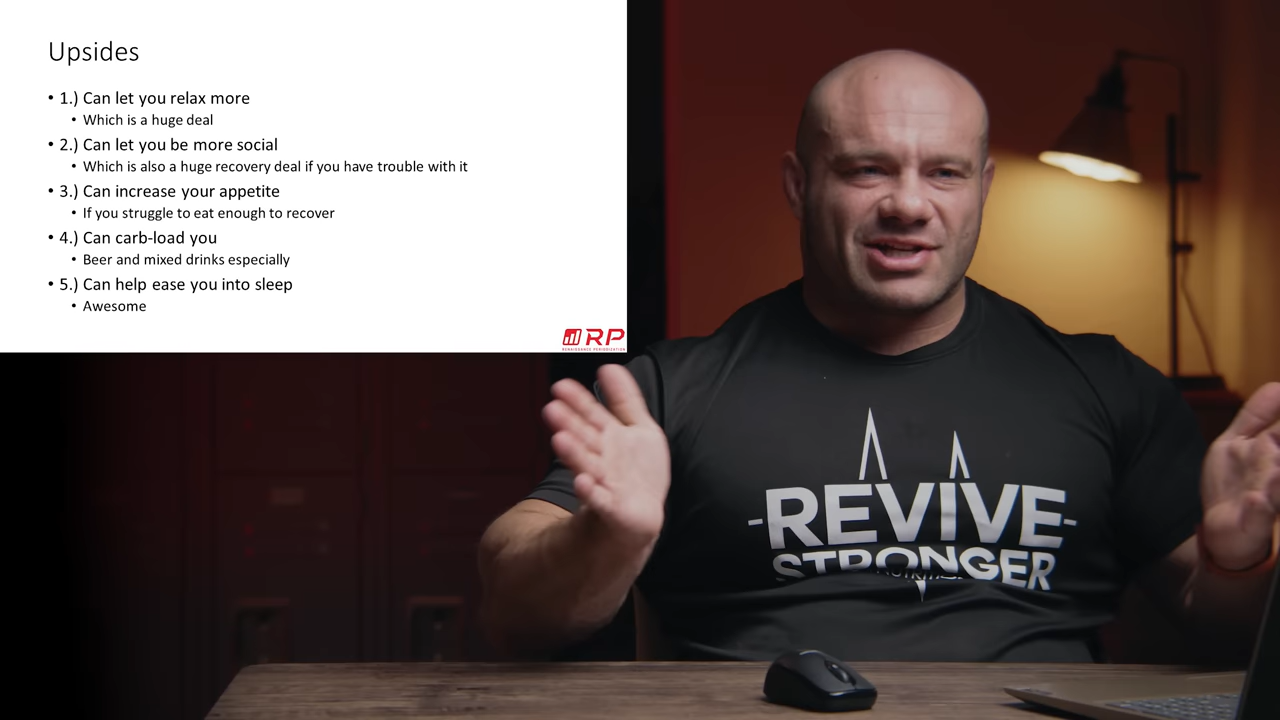 Upsides
• 1.) Can let you relax more
• Which is a huge deal
• 2.) Can let you be more social
• Which is also a huge recovery deal if you have trouble with it
• 3.) Can increase your appetite
• If you struggle to eat enough to recover
• 4.) Can carb-load you
• Beer and mixed drinks especially
• 5.) Can help ease you into sleep
• Awesome
RP
RENAISSANCE PERIODIZATION
-REVIVE-
STRONGER